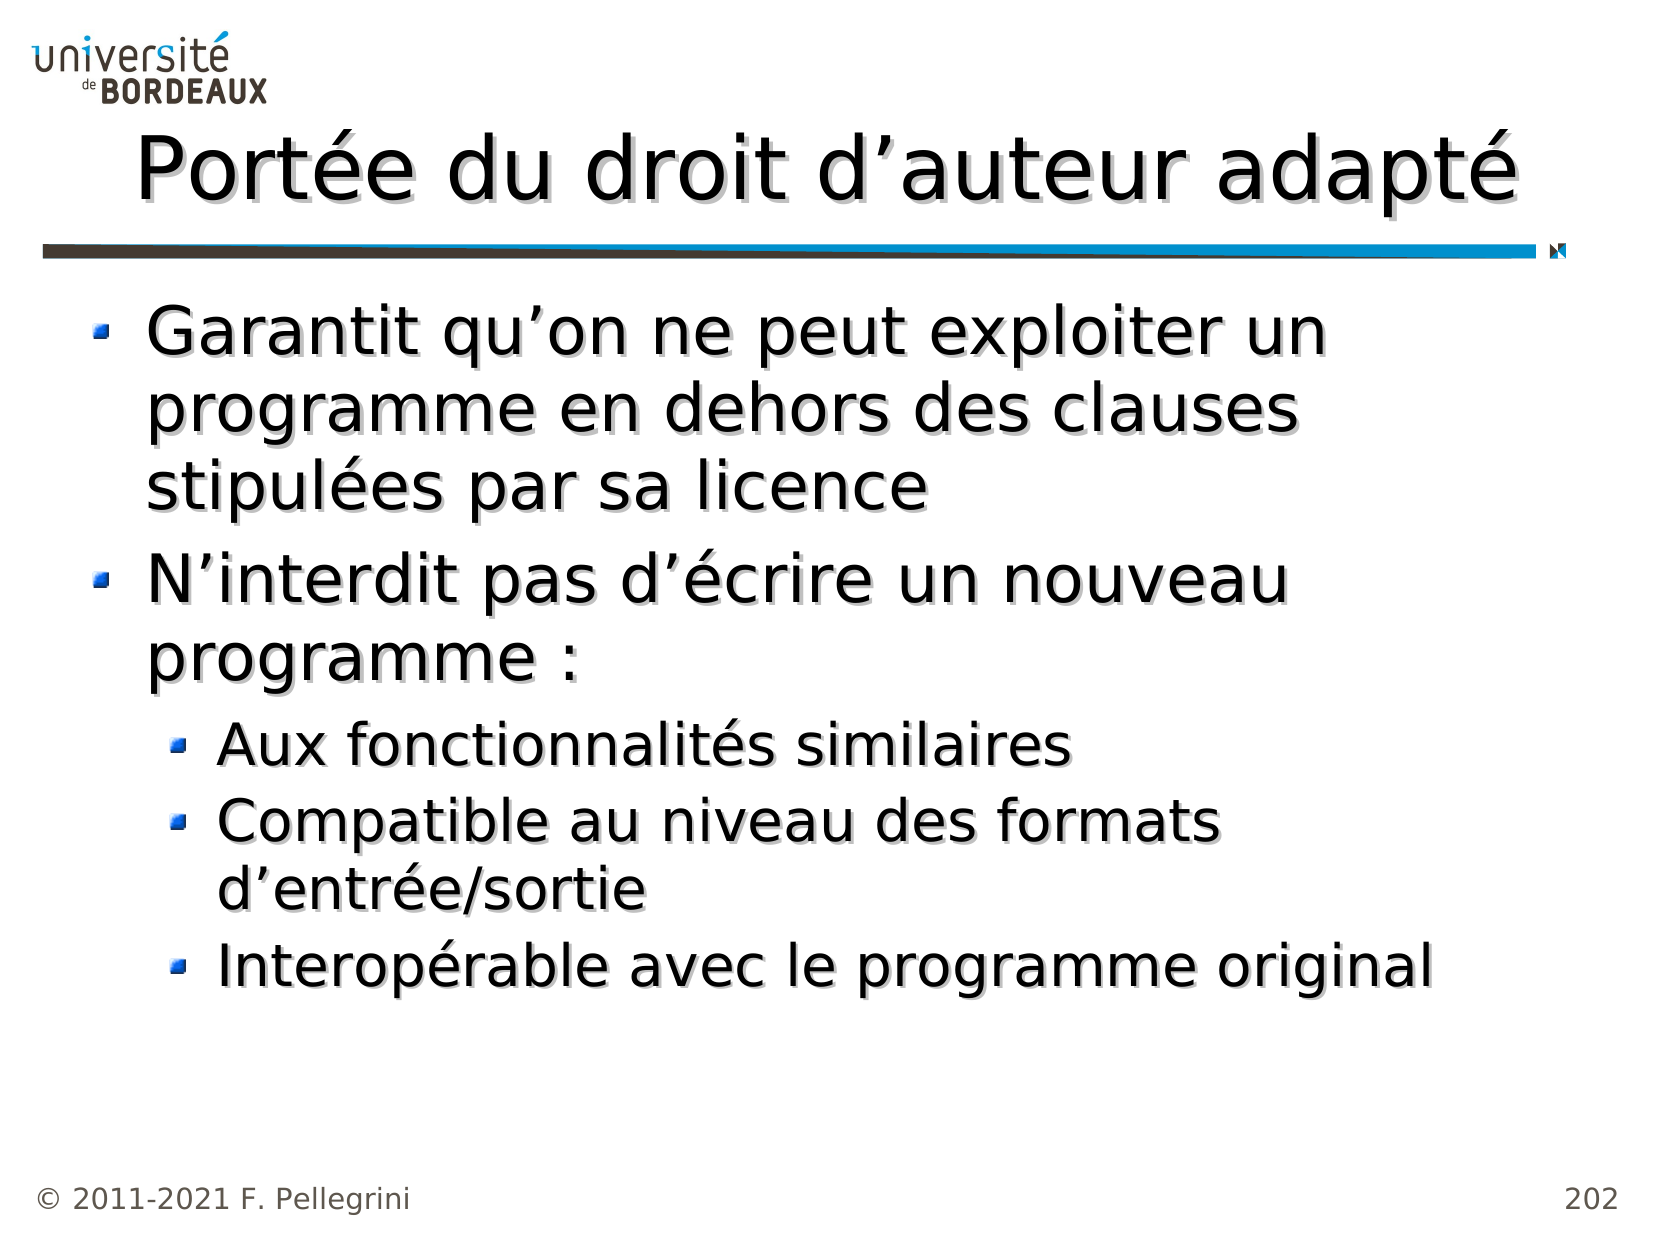 université
de BORDEAUX
Portée du droit d’auteur adapté
Garantit qu’on ne peut exploiter un
programme en dehors des clauses
stipulées par sa licence
N’interdit pas d’écrire un nouveau
programme :
Aux fonctionnalités similaires
Compatible au niveau des formats
d’entrée/sortie
Interopérable avec le programme original
© 2011-2021 F. Pellegrini
202